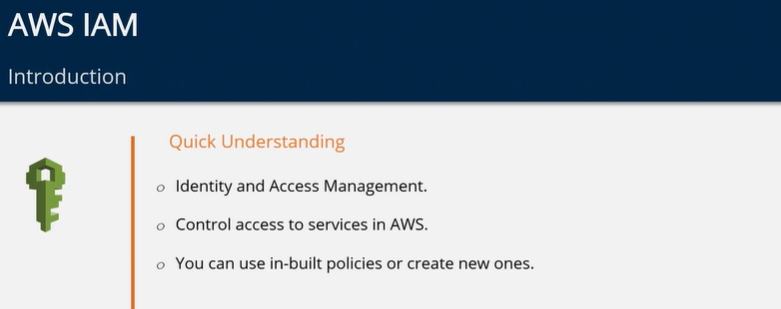 AWS IAM
Introduction
Quick Understanding
o Identity and Access Management.
o Control access to services in AWS.
o You can use in-built policies or create new ones.